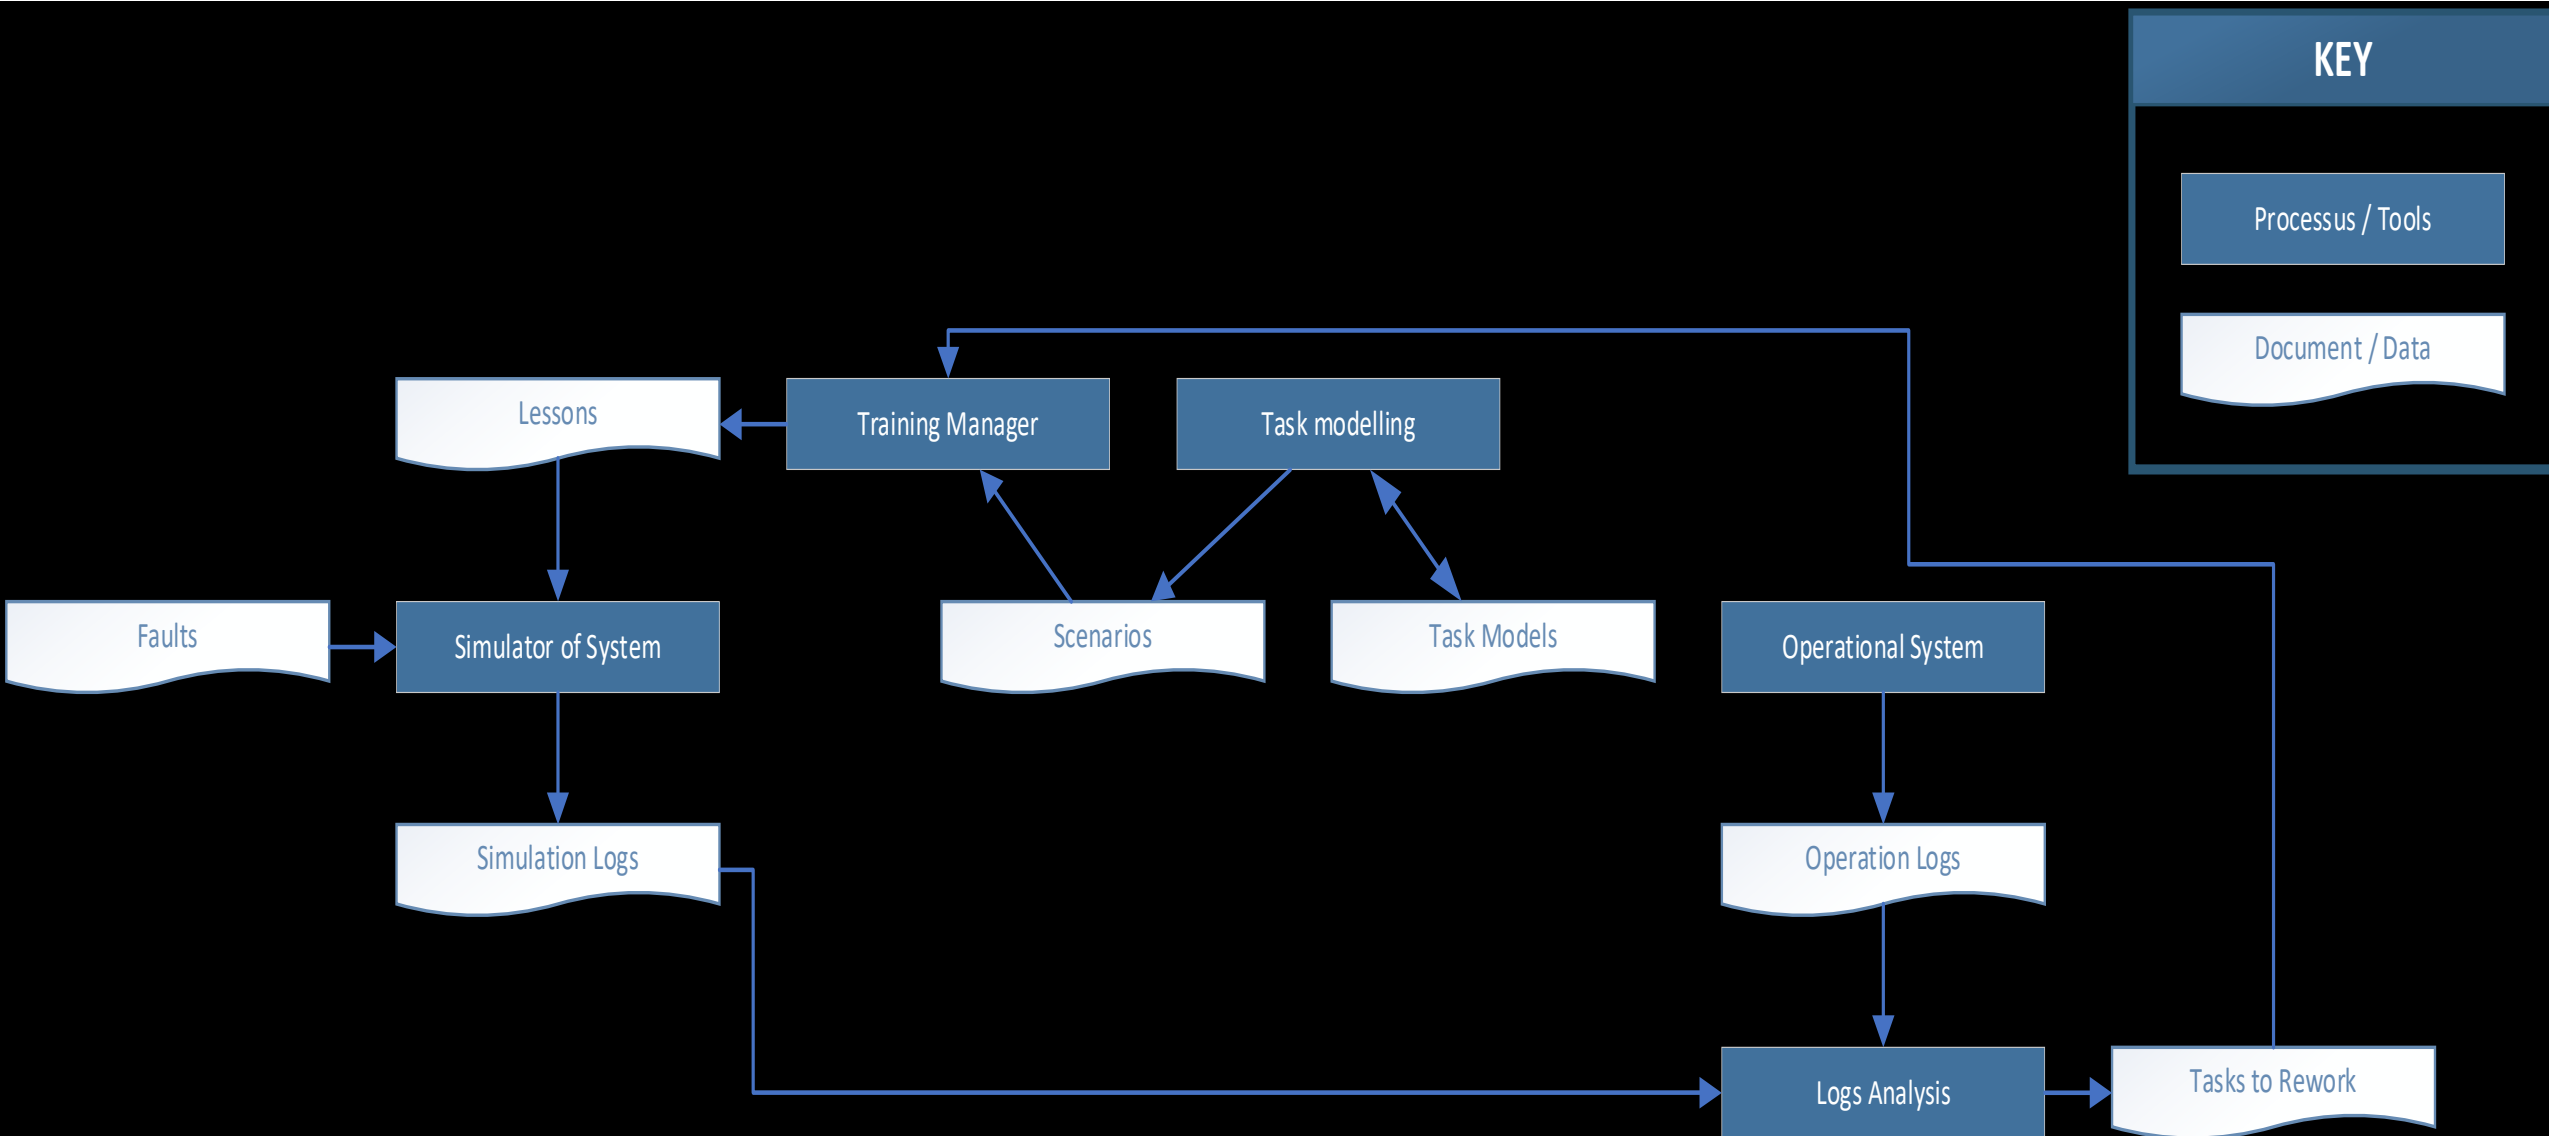 KEY
Processus / Tools
Document / Data
Lessons
Training Manager
Task modelling
Faults
Simulator of System
Scenarios
Task Models
Operational System
Simulation Logs
Operation Logs
Logs Analysis
Tasks to Rework